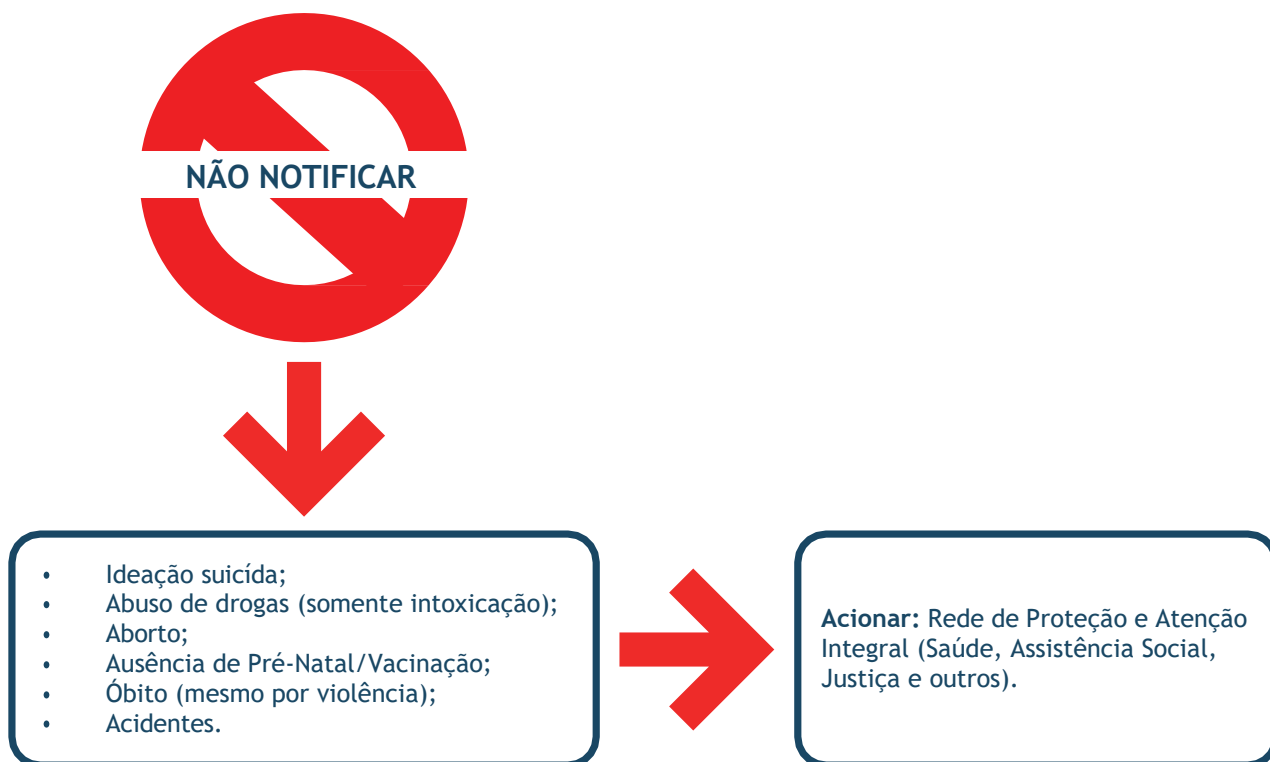 NÃO NOTIFICAR
• Ideação suicída;
• Abuso de drogas (somente intoxicação);
• Aborto;
• Ausência de Pré-Natal/Vacinação;
• Óbito (mesmo por violência);
• Acidentes.
Acionar: Rede de Proteção e Atenção
Integral (Saúde, Assistência Social,
Justiça e outros).